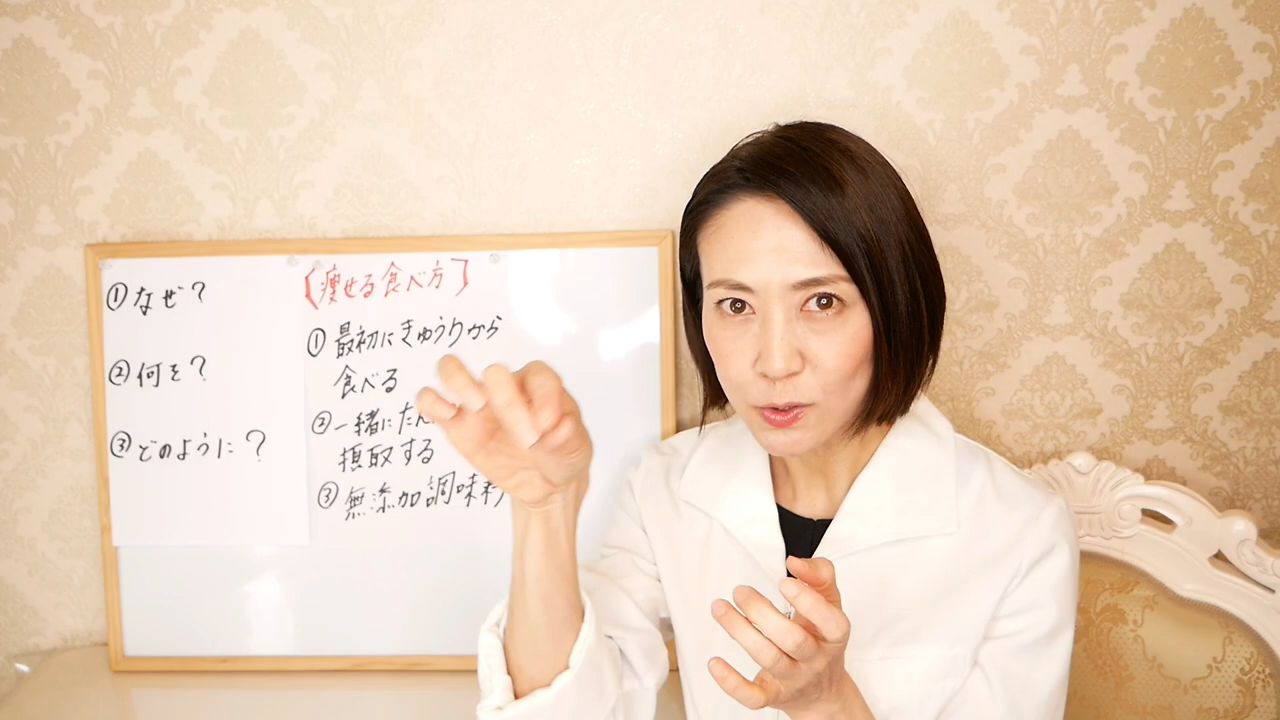 ①なぜ?
②何を?
③どのように?
【痩せる食べ方】
①最初にきゅうりから
食べる
②一緒にたん
摂取する
③無添加調味料